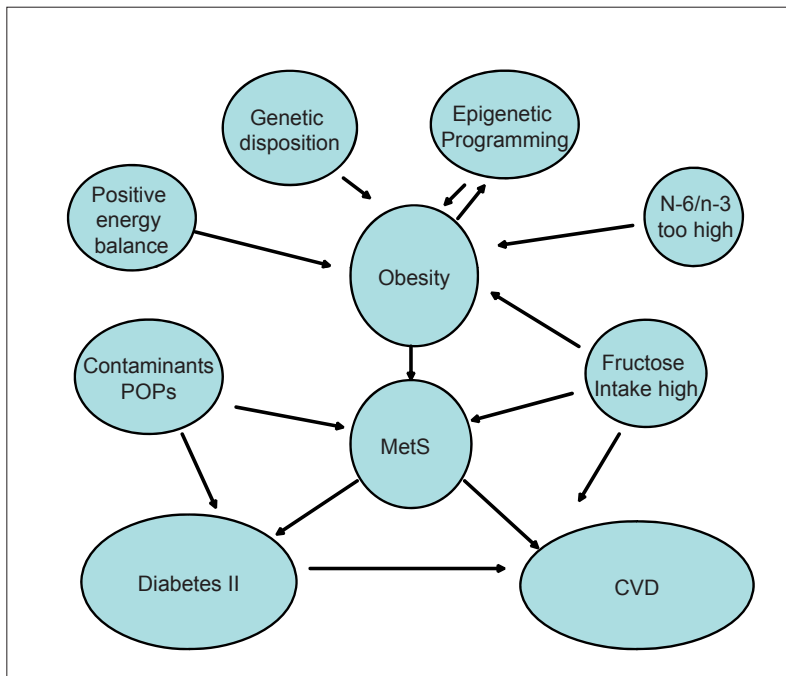 Genetic
disposition
Epigenetic
Programming
Positive
energy
balance
N-6/n-3
too high
Obesity
Contaminants
POPs
Fructose
Intake high
MetS
Diabetes II
CVD